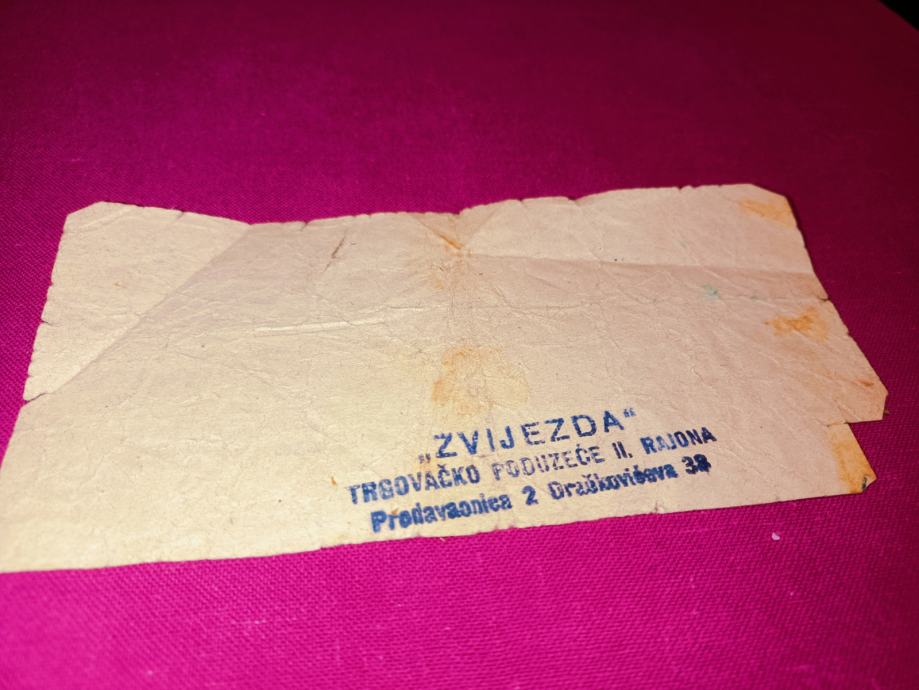 „ZVIJEZDA“
TRGOVAČKO PODUZEĆE II. RAJONA
Prodavaonica 2 Draškovićeva 38